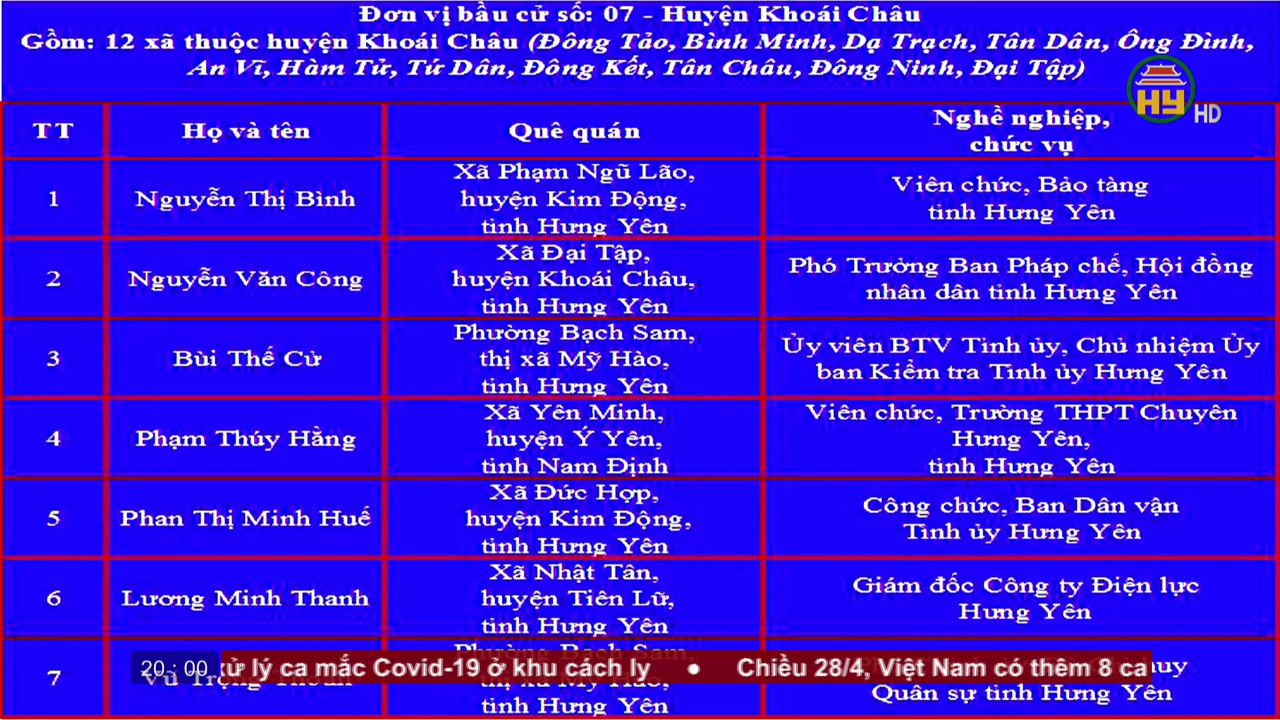 Đơn vị bầu cử số: 07 - Huyện Khoái Châu
Gồm: 12 xã thuộc huyện Khoái Châu (Đông Tảo, Bình Minh, Dạ Trạch, Tân Dân, Ông Đình,
An Vĩ, Hàm Tử, Tứ Dân, Đông Kết, Tân Châu, Đông Ninh, Đại Tập)
HY HD
TT
Họ và tên
Quê quán
Nghề nghiệp,
chức vụ
1
Nguyễn Thị Bình
Xã Phạm Ngũ Lão,
huyện Kim Động,
tỉnh Hưng Yên
Viên chức, Bảo tàng
tỉnh Hưng Yên
2
Nguyễn Văn Công
Xã Đại Tập,
huyện Khoái Châu,
tỉnh Hưng Yên
Phó Trưởng Ban Pháp chế, Hội đồng
nhân dân tỉnh Hưng Yên
3
Bùi Thế Cử
Phường Bạch Sam,
thị xã Mỹ Hào,
tỉnh Hưng Yên
Ủy viên BTV Tỉnh ủy, Chủ nhiệm Ủy
ban Kiểm tra Tỉnh ủy Hưng Yên
4
Phạm Thúy Hằng
Xã Yên Minh,
huyện Ý Yên,
tỉnh Nam Định
Viên chức, Trường THPT Chuyên
Hưng Yên,
tỉnh Hưng Yên
5
Phan Thị Minh Huế
Xã Đức Hợp,
huyện Kim Động,
tỉnh Hưng Yên
Công chức, Ban Dân vận
Tỉnh ủy Hưng Yên
6
Lương Minh Thanh
Xã Nhật Tân,
huyện Tiên Lữ,
tỉnh Hưng Yên
Giám đốc Công ty Điện lực
Hưng Yên
7
Phường Bạch Sam,
tỉnh Hưng Yên
huy
Quân sự tỉnh Hưng Yên
20 : 00 xử lý ca mắc Covid-19 ở khu cách ly • Chiều 28/4, Việt Nam có thêm 8 ca